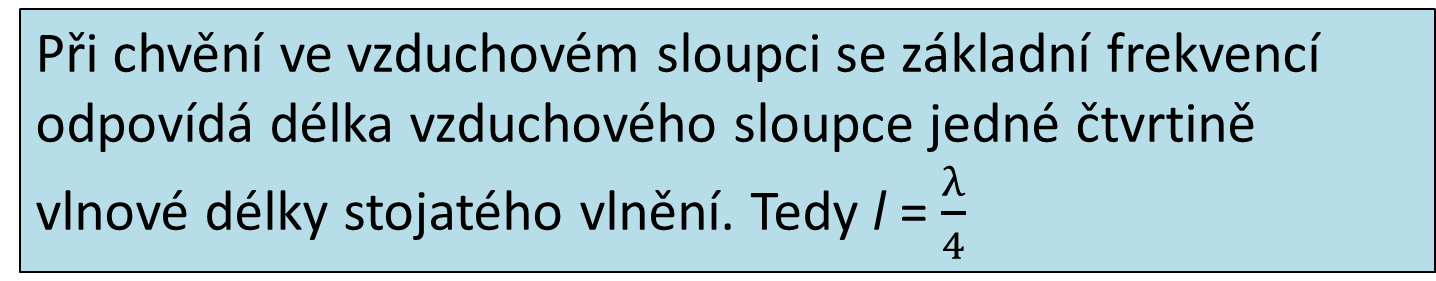 Při chvění ve vzduchovém sloupci se základní frekvencí
odpovídá délka vzduchového sloupce jedné čtvrtině
vlnové délky stojatého vlnění. Tedy l = λ/4